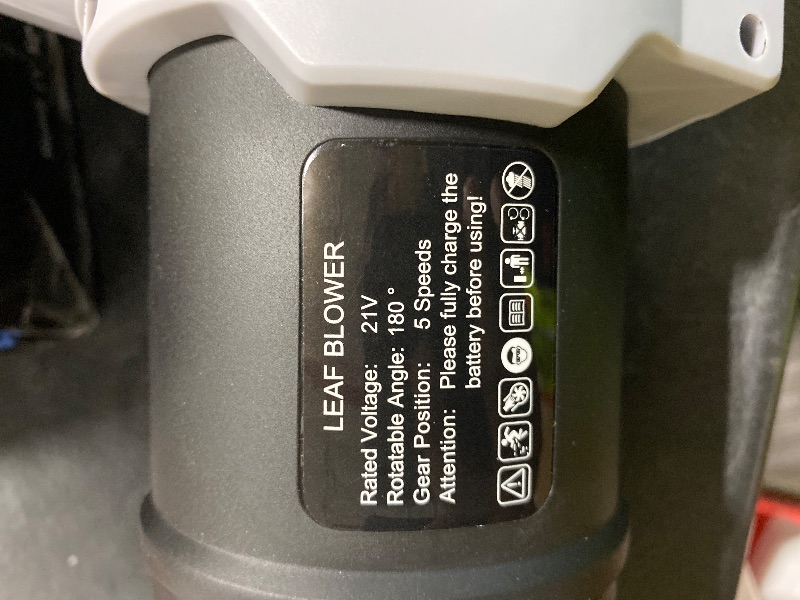 LEAF BLOWER
Rated Voltage: 21V
Rotatable Angle: 180 °
Gear Position: 5 Speeds
Attention: Please fully charge the
battery before using!